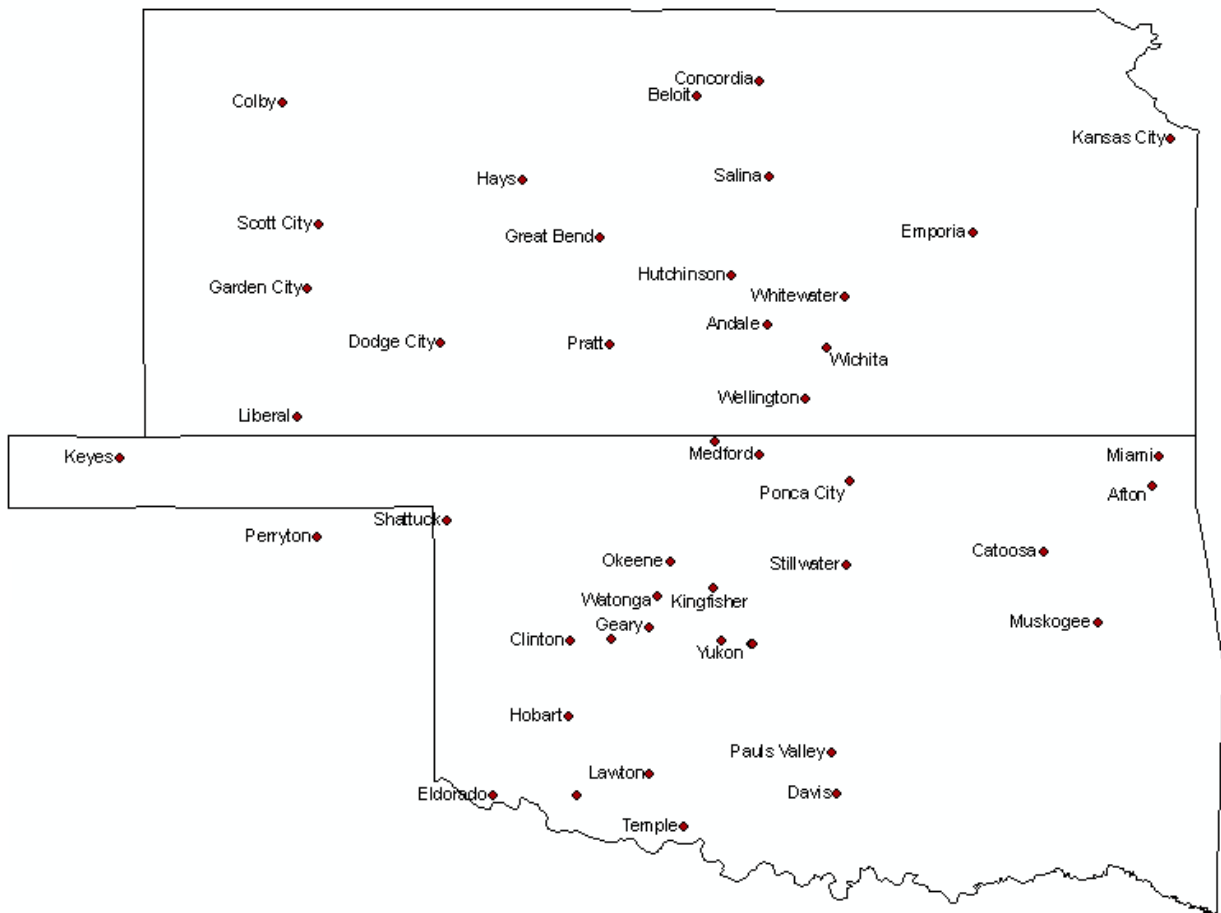 Concordia
Beloit
Colby
Kansas City
Hays
Salina
Scott City
Great Bend
Emporia
Hutchinson
Garden City
Whitewater
Andale
Dodge City
Pratt
Wichita
Wellington
Liberal
Keyes
Medford
Miami
Ponca City
Afton
Shattuck
Perryton
Okeene
Stillwater
Catoosa
Watonga
Kingfisher
Geary
Muskogee
Clinton
Yukon
Hobart
Pauls Valley
Lawton
Eldorado
Davis
Temple